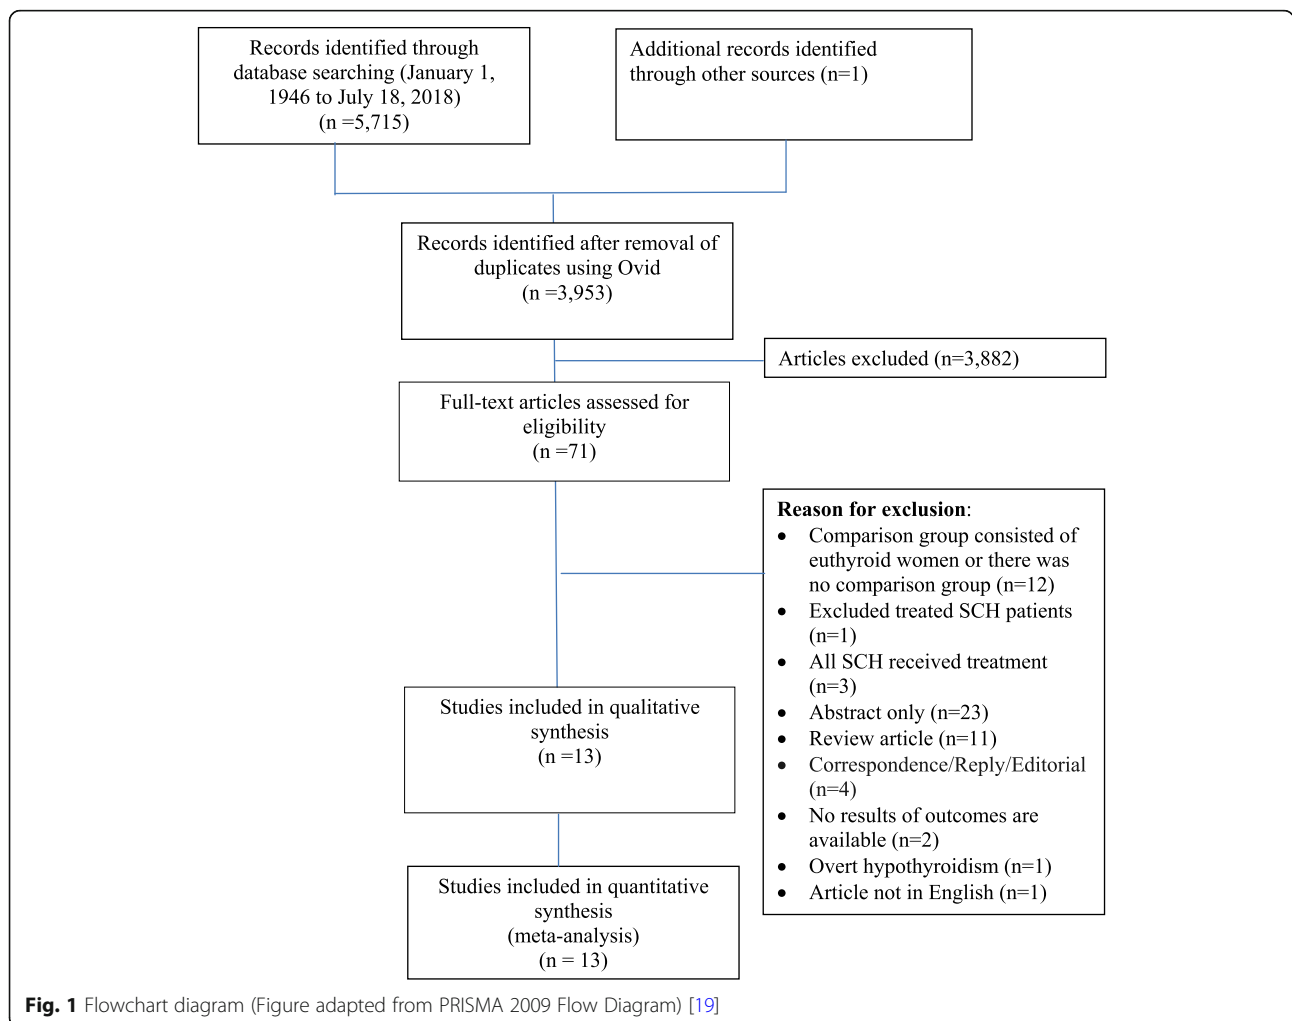 Records identified through
database searching (January 1,
1946 to July 18, 2018)
(n =5,715)
Additional records identified
through other sources (n=1)
Records identified after removal of
duplicates using Ovid
(n =3,953)
Articles excluded (n=3,882)
Full-text articles assessed for
eligibility
(n =71)
Reason for exclusion:
• Comparison group consisted of
euthyroid women or there was
no comparison group (n=12)
• Excluded treated SCH patients
(n=1)
• All SCH received treatment
(n=3)
• Abstract only (n=23)
• Review article (n=11)
• Correspondence/Reply/Editorial
(n=4)
• No results of outcomes are
available (n=2)
• Overt hypothyroidism (n=1)
• Article not in English (n=1)
Studies included in qualitative
synthesis
(n =13)
Studies included in quantitative
synthesis
(meta-analysis)
(n = 13)
Fig. 1 Flowchart diagram (Figure adapted from PRISMA 2009 Flow Diagram) [19]